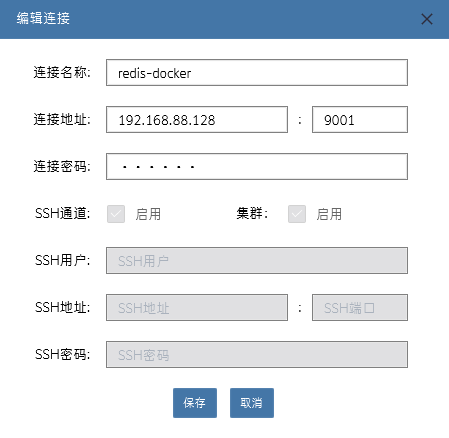 编辑连接
连接名称: redis-docker
连接地址: 192.168.88.128 : 9001
连接密码: ······
SSH通道: 启用 集群: 启用
SSH用户: SSH用户
SSH地址: SSH地址 : SSH端口
SSH密码: SSH密码
保存 取消